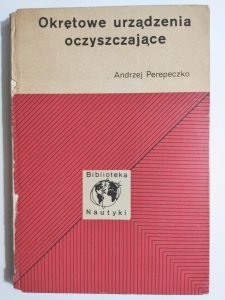 Okrętowe urządzenia
oczyszczające
Andrzej Perepeczko
Biblioteka
Nautyki